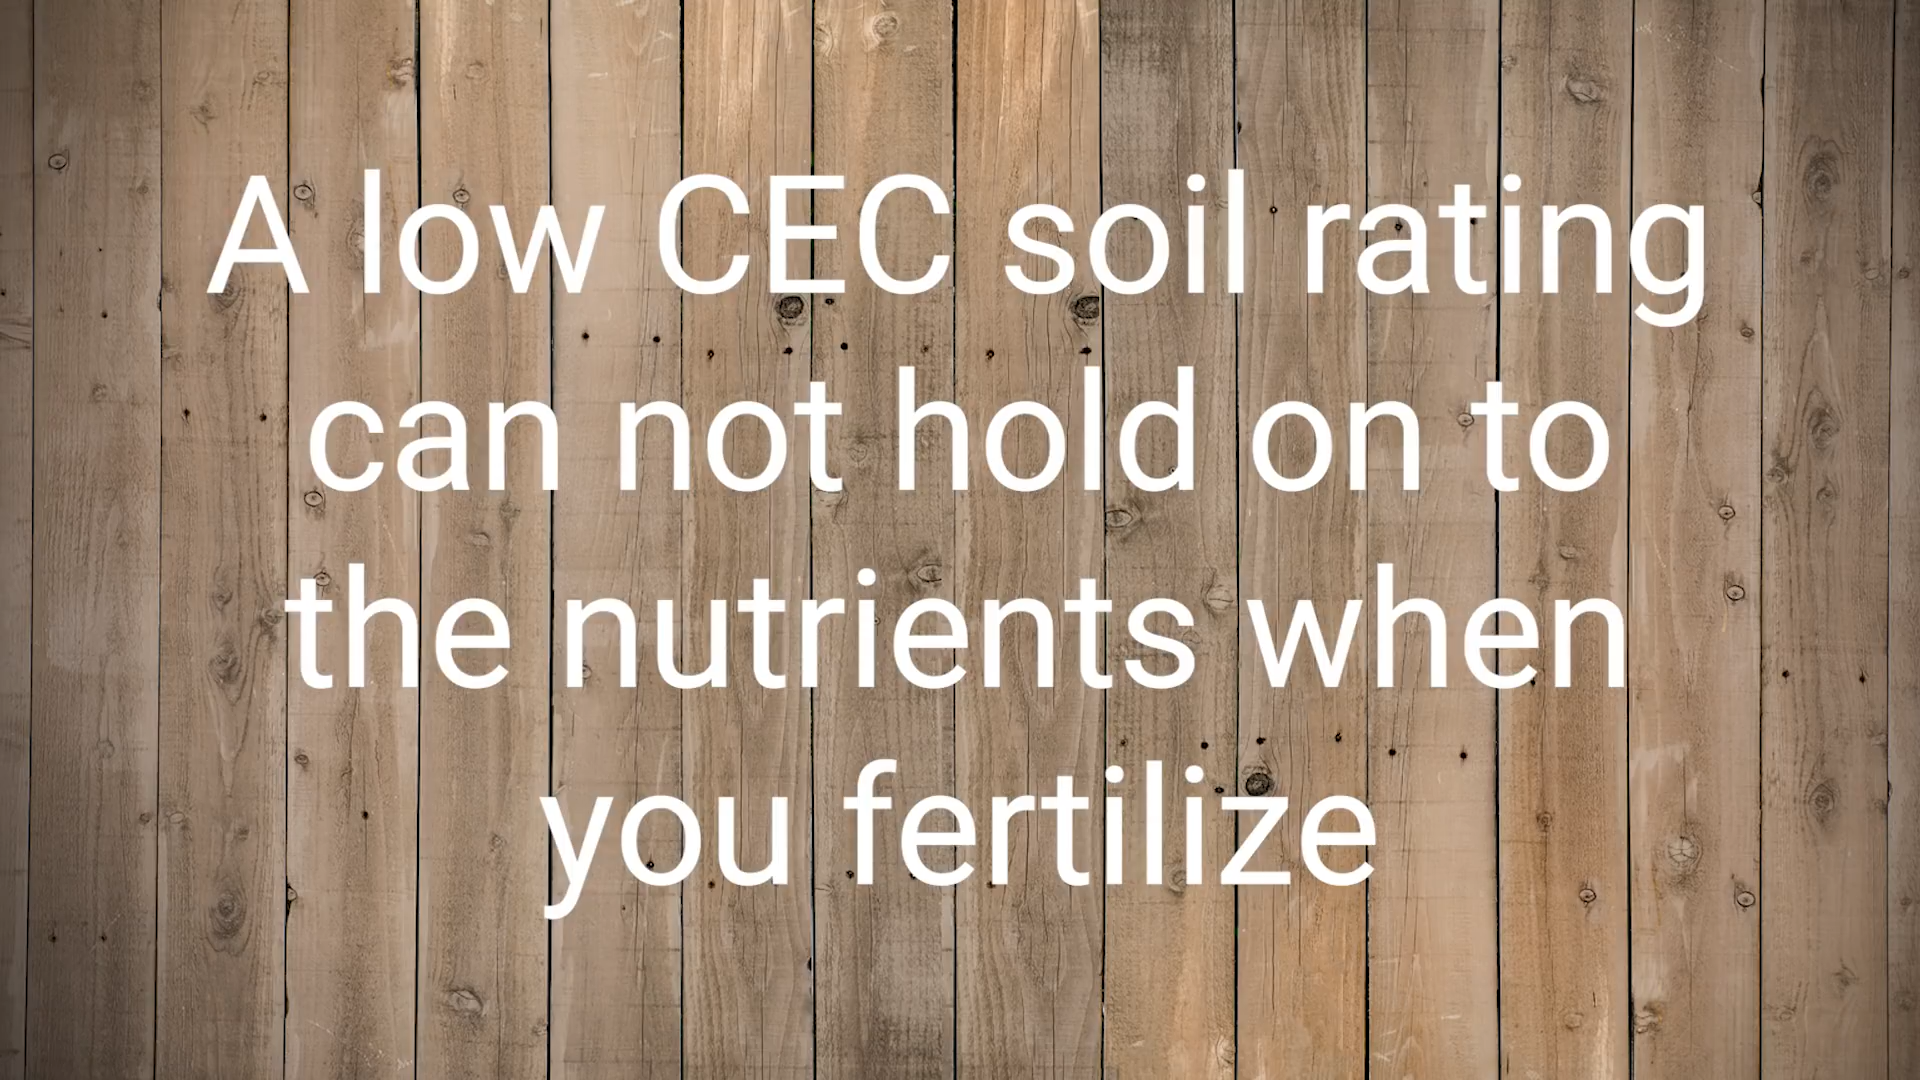 A low CEC soil rating
can not hold on to
the nutrients when
you fertilize